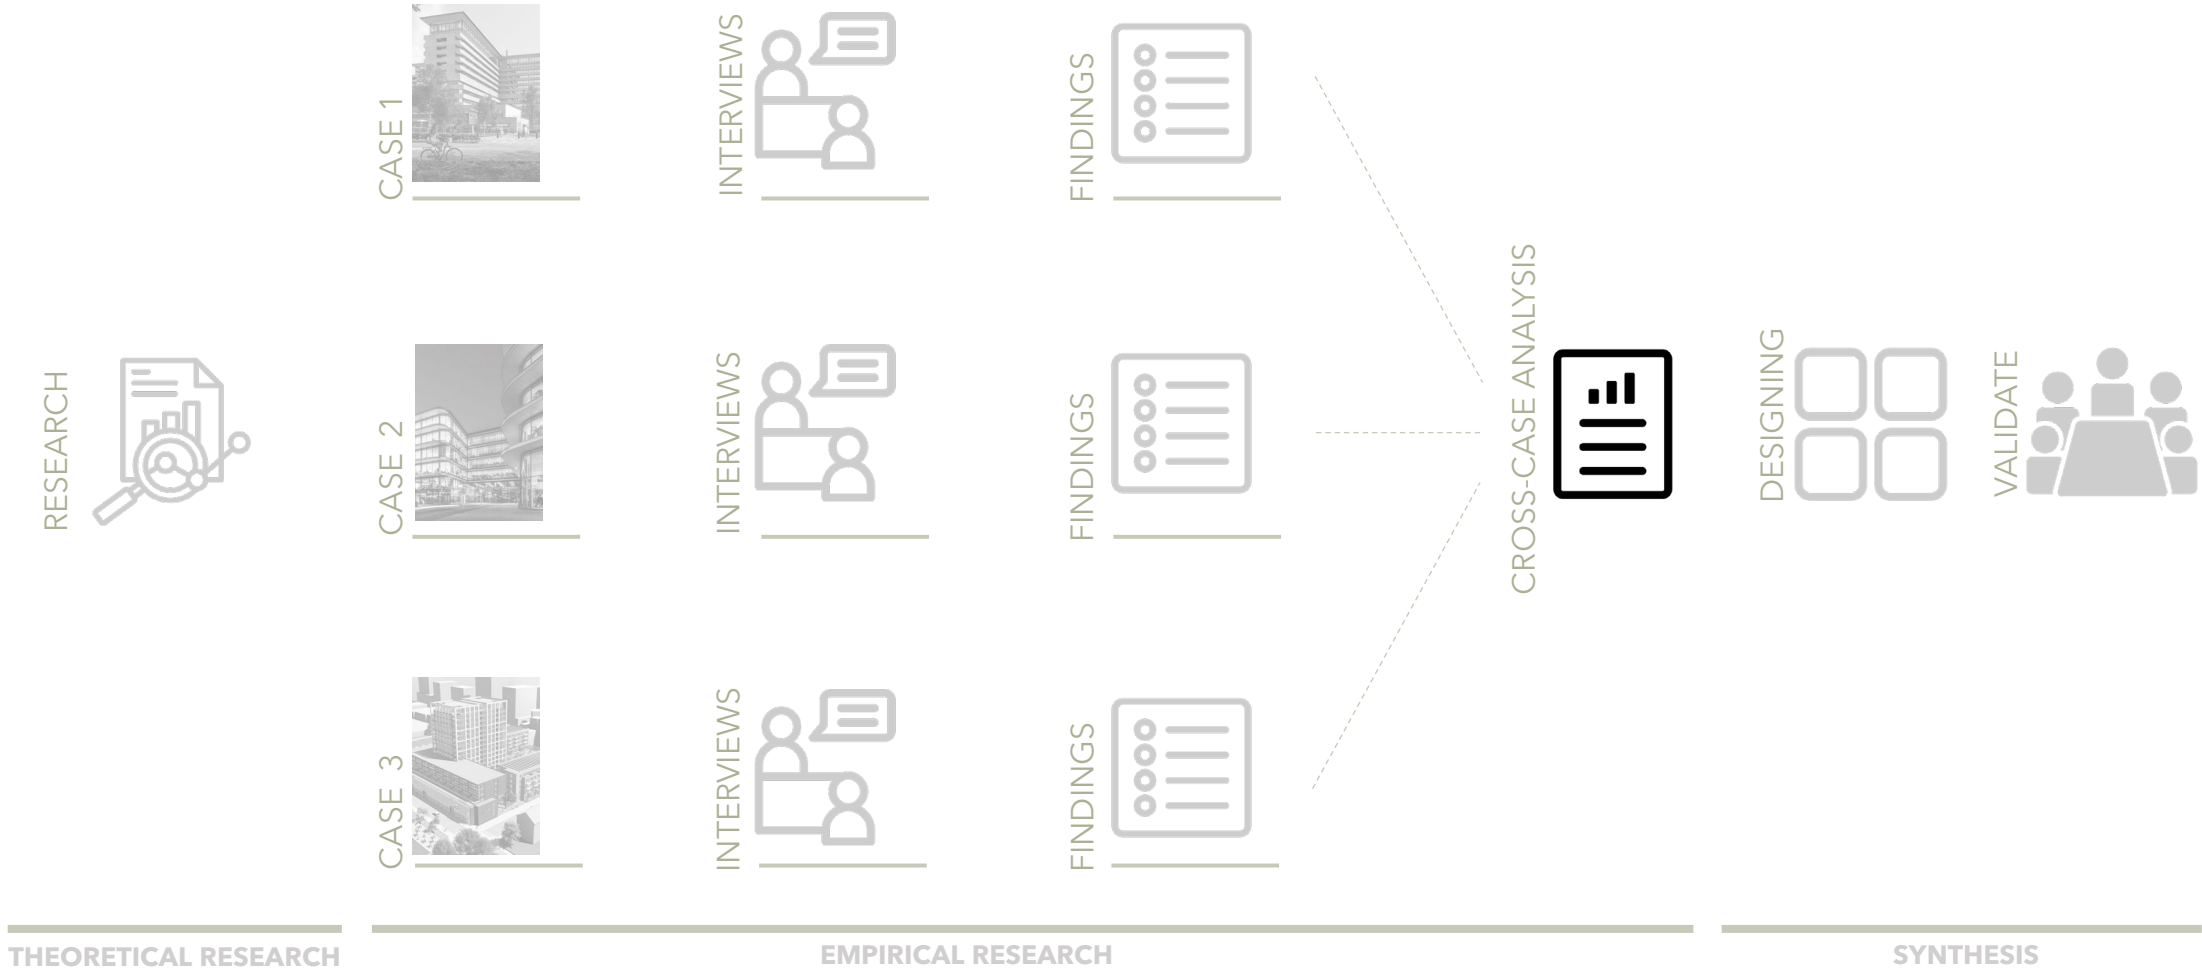 RESEARCH
CASE 1
INTERVIEWS
FINDINGS
CASE 2
INTERVIEWS
FINDINGS
CASE 3
INTERVIEWS
FINDINGS
CROSS-CASE ANALYSIS
DESIGNING
VALIDATE
THEORETICAL RESEARCH
EMPIRICAL RESEARCH
SYNTHESIS